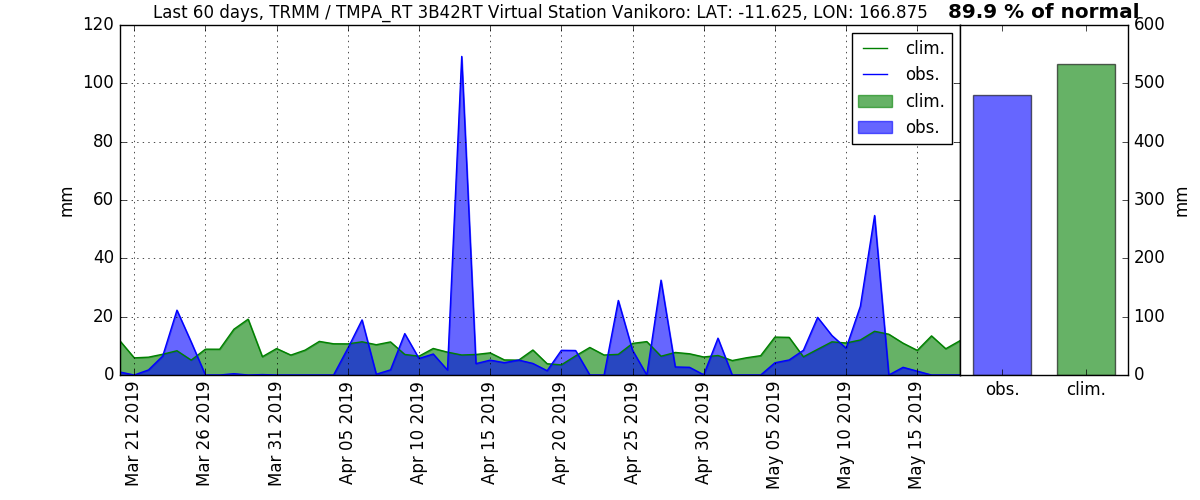 Last 60 days, TRMM / TMPA_RT 3B42RT Virtual Station Vanikoro: LAT: -11.625, LON: 166.875
89.9 % of normal
120
100
80
60
40
20
0
mm
clim.
obs.
clim.
obs.
600
500
400
300
200
100
0
mm
Mar 21 2019
Mar 26 2019
Mar 31 2019
Apr 05 2019
Apr 10 2019
Apr 15 2019
Apr 20 2019
Apr 25 2019
Apr 30 2019
May 05 2019
May 10 2019
May 15 2019
obs.
clim.